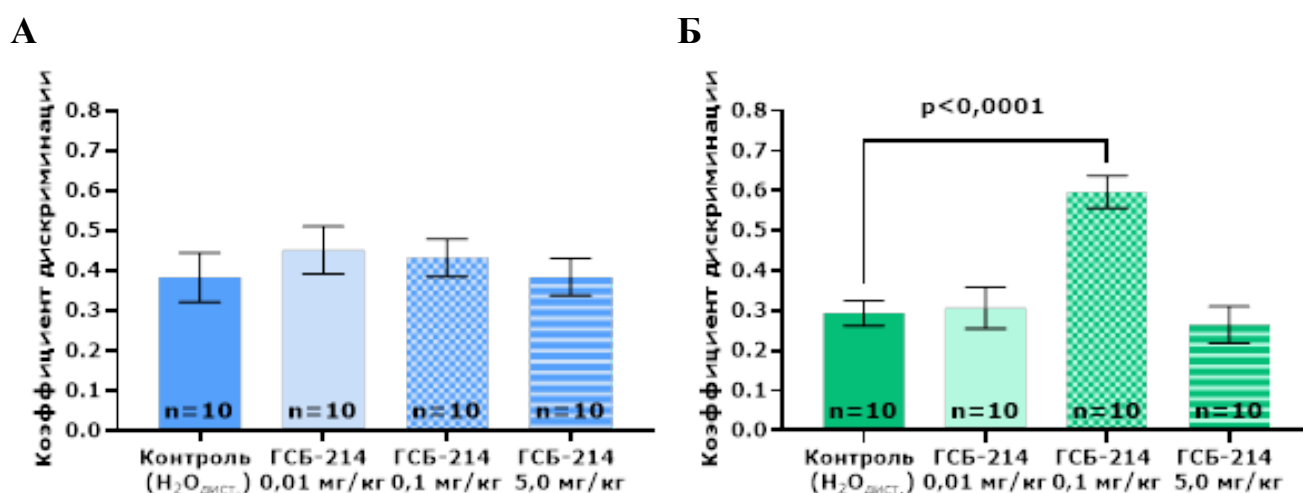 А
Коэффициент дискриминации
0.8
0.7
0.6
0.5
0.4
0.3
0.2
0.1
0.0
n=10
n=10
n=10
n=10
Контроль ГСБ-214 ГСБ-214 ГСБ-214
(H₂Oдист.) 0,01 мг/кг 0,1 мг/кг 5,0 мг/кг
Б
Коэффициент дискриминации
0.8
0.7
0.6
0.5
0.4
0.3
0.2
0.1
0.0
p<0,0001
n=10
n=10
n=10
n=10
Контроль ГСБ-214 ГСБ-214 ГСБ-214
(H₂Oдист.) 0,01 мг/кг 0,1 мг/кг 5,0 мг/кг